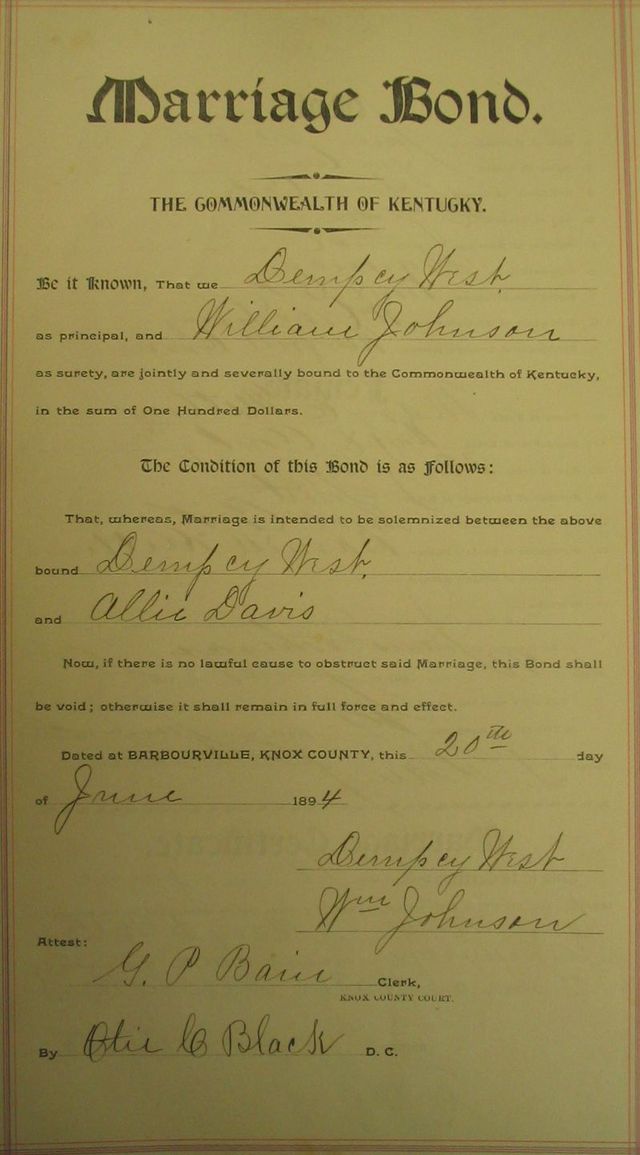 Marriage Bond.
THE COMMONWEALTH OF KENTUCKY.
Be it Known, That we Dempcy West
as principal, and William Johnson
as surety, are jointly and severally bound to the Commonwealth of Kentucky,
in the sum of One Hundred Dollars.
The Condition of this Bond is as Follows:
That, whereas, Marriage is intended to be solemnized between the above
bound Dempcy West,
and Allie Davis
Now, if there is no lawful cause to obstruct said Marriage, this Bond shall
be void; otherwise it shall remain in full force and effect.
Dated at BARBOURVILLE, KNOX COUNTY, this 20th day
of June 1894
Dempcy West
Wm Johnson
Attest:
G. P Bain Clerk,
KNOX COUNTY COURT.
By Otie C Black D. C.